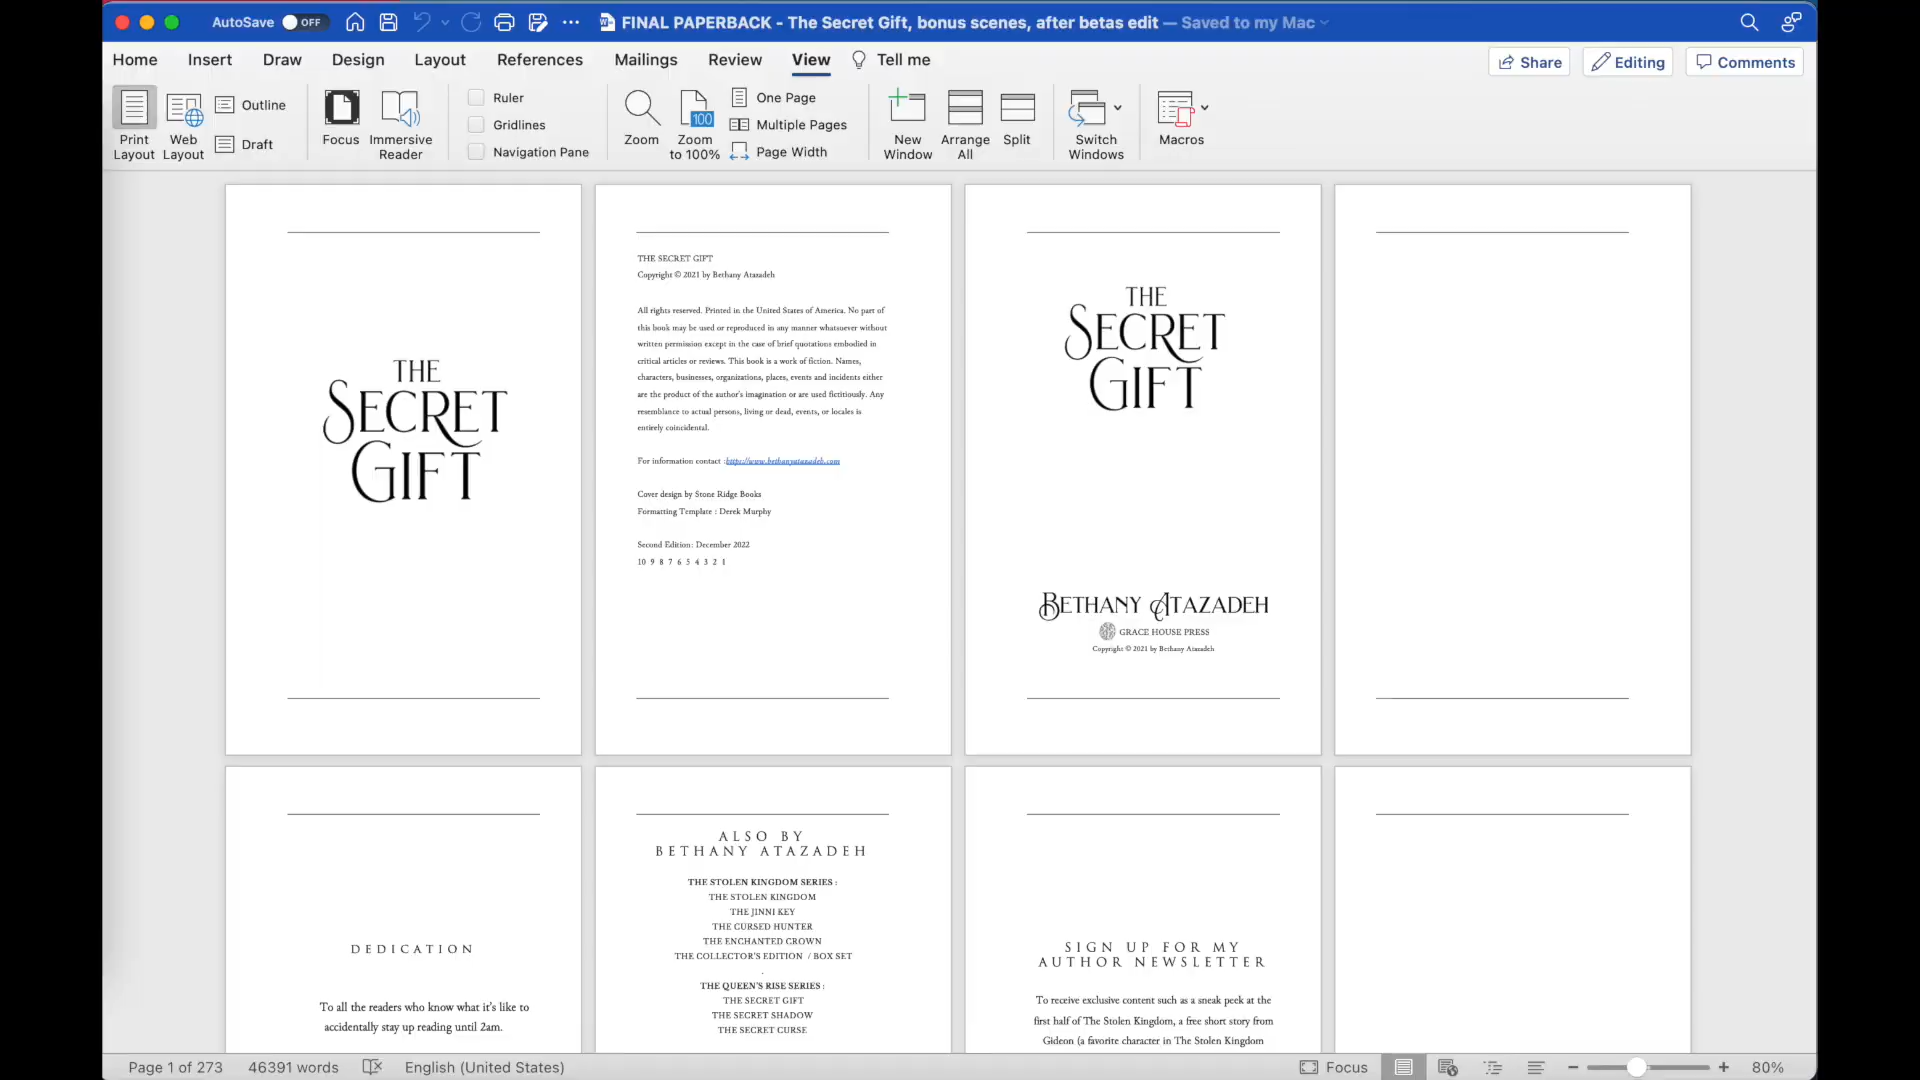 AutoSave OFF
FINAL PAPERBACK - The Secret Gift, bonus scenes, after betas edit — Saved to my Mac
Home Insert Draw Design Layout References Mailings Review View Tell me
Share Editing Comments
Print Layout
Web Layout
Outline
Draft
Focus
Immersive Reader
Ruler
Gridlines
Navigation Pane
Zoom
100
Zoom to 100%
One Page
Multiple Pages
Page Width
New Window
Arrange All
Split
Switch Windows
Macros
THE
SECRET
GIFT
THE SECRET GIFT
Copyright © 2021 by Bethany Atazadeh
All rights reserved. Printed in the United States of America. No part of
this book may be used or reproduced in any manner whatsoever without
written permission except in the case of brief quotations embodied in
critical articles or reviews. This book is a work of fiction. Names,
characters, businesses, organizations, places, events and incidents either
are the product of the author's imagination or are used fictitiously. Any
resemblance to actual persons, living or dead, events, or locales is
entirely coincidental.
For information contact :https://www.bethanyatazadeh.com
Cover design by Stone Ridge Books
Formatting Template : Derek Murphy
Second Edition: December 2022
10 9 8 7 6 5 4 3 2 1
THE
SECRET
GIFT
BETHANY ATAZADEH
GRACE HOUSE PRESS
Copyright © 2021 by Bethany Atazadeh
DEDICATION
To all the readers who know what it's like to
accidentally stay up reading until 2am.
ALSO BY
BETHANY ATAZADEH
THE STOLEN KINGDOM SERIES :
THE STOLEN KINGDOM
THE JINNI KEY
THE CURSED HUNTER
THE ENCHANTED CROWN
THE COLLECTOR'S EDITION / BOX SET
.
THE QUEEN'S RISE SERIES :
THE SECRET GIFT
THE SECRET SHADOW
THE SECRET CURSE
SIGN UP FOR MY
AUTHOR NEWSLETTER
To receive exclusive content such as a sneak peek at the
first half of The Stolen Kingdom, a free short story from
Gideon (a favorite character in The Stolen Kingdom
Page 1 of 273 46391 words English (United States) Focus 80%